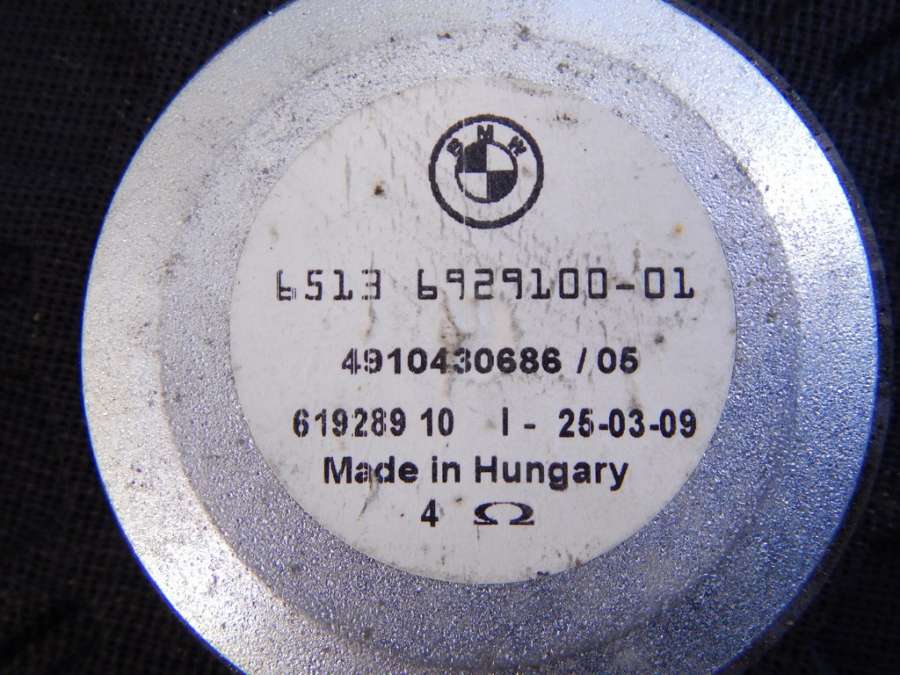 BMW
6513 6929100-01
4910430686 / 05
619289 10 I - 25-03-09
Made in Hungary
4 Ω